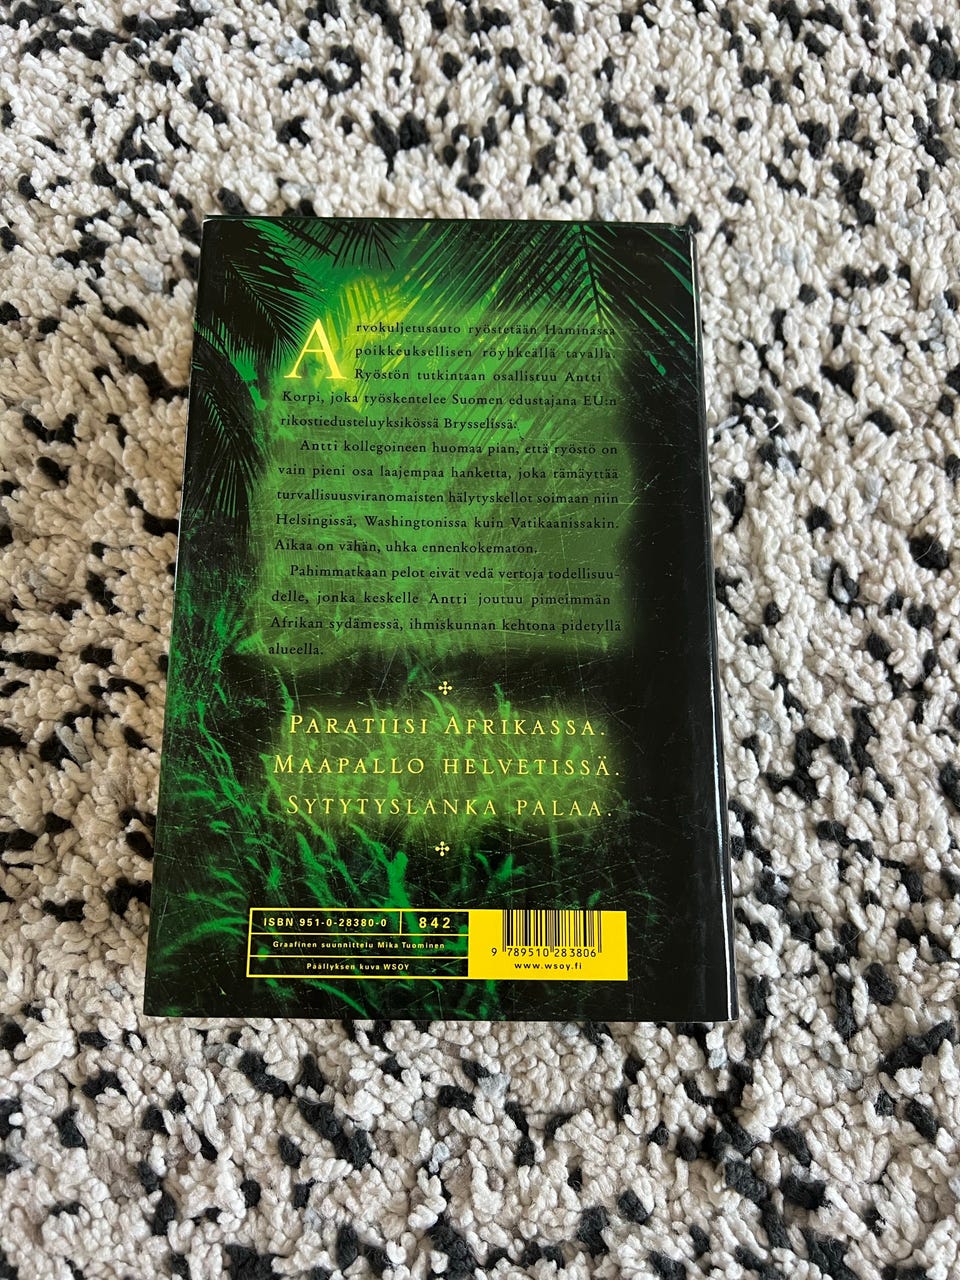 Arvokuljetusauto ryöstetään Haminassa
poikkeuksellisen röyhkeällä tavalla.
Ryöstön tutkintaan osallistuu Antti
Korpi, joka työskentelee Suomen edustajana EU:n
rikostiedusteluyksikössä Brysselissä.
Antti kollegoineen huomaa pian, että ryöstö on
vain pieni osa laajempaa hanketta, joka rämäyttää
turvallisuusviranomaisten hälytyskellot soimaan niin
Helsingissä, Washingtonissa kuin Vatikaanissakin.
Aikaa on vähän, uhka ennenkokematon.
Pahimmatkaan pelot eivät vedä vertoja todellisuu-
delle, jonka keskelle Antti joutuu pimeimmän
Afrikan sydämessä, ihmiskunnan kehtona pidetyllä
alueella.
PARATIISI AFRIKASSA.
MAAPALLO HELVETISSÄ.
SYTYTYSLANKA PALAA.
ISBN 951-0-28380-0 842
Graafinen suunnittelu Mika Tuominen
Päällyksen kuva WSOY
9 789510 283806
www.wsoy.fi